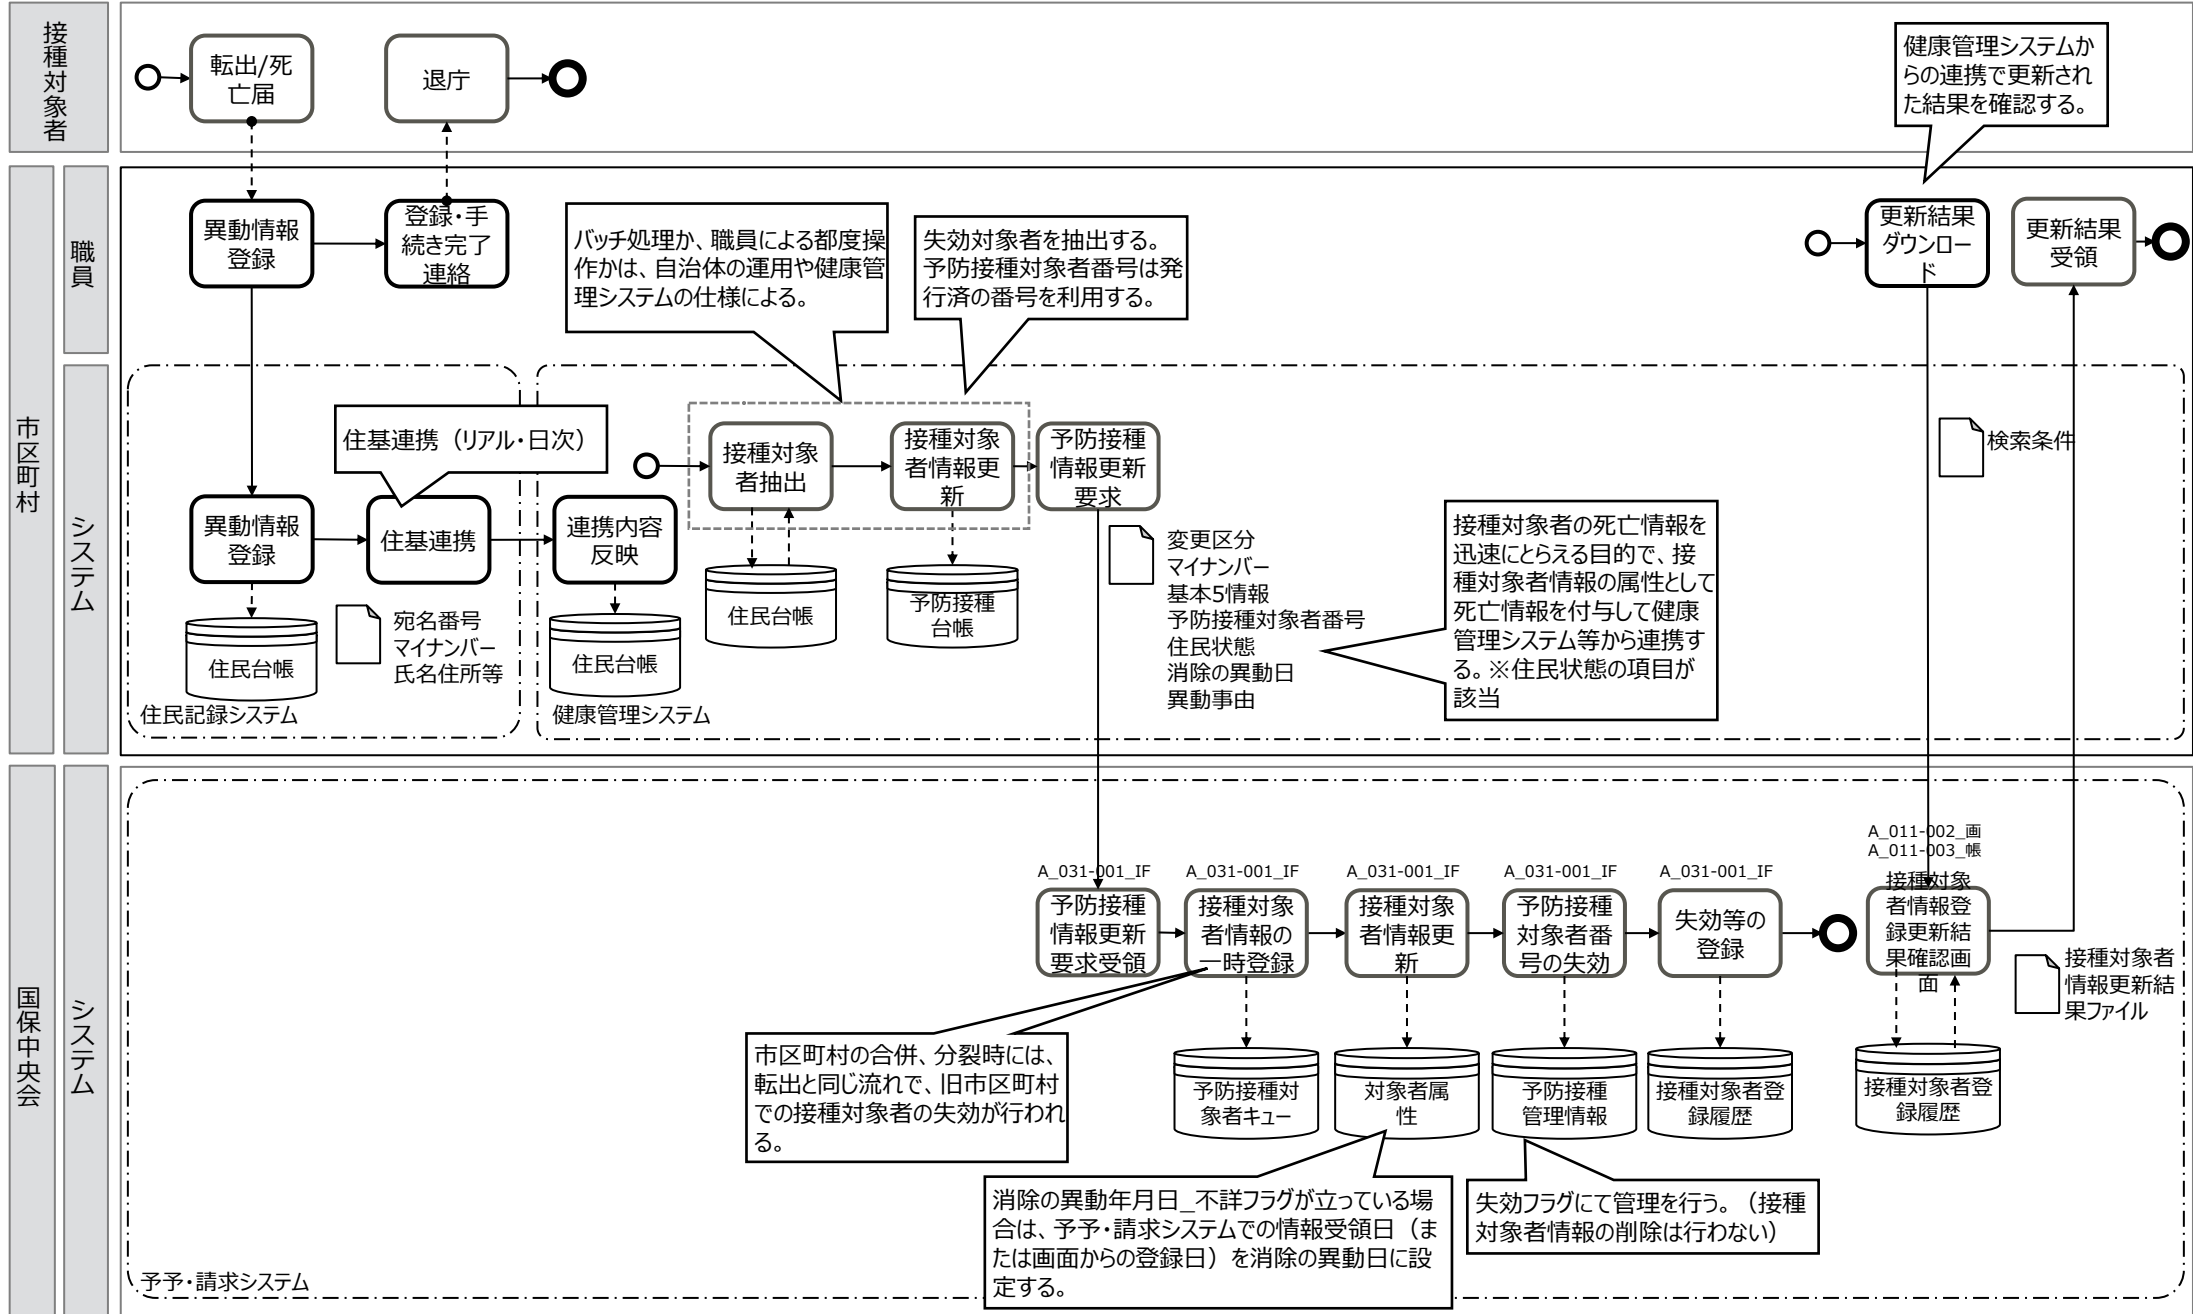 接種対象者
転出/死
亡届
退庁
健康管理システムか
らの連携で更新され
た結果を確認する。
市区町村
職員
異動情報
登録
登録・手
続き完了
連絡
バッチ処理か、職員による都度操
作かは、自治体の運用や健康管
理システムの仕様による。
失効対象者を抽出する。
予防接種対象者番号は発
行済の番号を利用する。
更新結果
ダウンロー
ド
更新結果
受領
システム
住基連携（リアル・日次）
接種対象
者抽出
接種対象
者情報更
新
予防接種
情報更新
要求
検索条件
異動情報
登録
住基連携
連携内容
反映
住民台帳
宛名番号
マイナンバー
氏名住所等
住民台帳
住民台帳
予防接種
台帳
変更区分
マイナンバー
基本5情報
予防接種対象者番号
住民状態
消除の異動日
異動事由
接種対象者の死亡情報を
迅速にとらえる目的で、接
種対象者情報の属性として
死亡情報を付与して健康
管理システム等から連携す
る。※住民状態の項目が
該当
住民記録システム
健康管理システム
国保中央会
システム
A_031-001_IF
予防接種
情報更新
要求受領
A_031-001_IF
接種対象
者情報の
一時登録
A_031-001_IF
接種対象
者情報更
新
A_031-001_IF
予防接種
対象者番
号の失効
A_031-001_IF
失効等の
登録
A_011-002_画
A_011-003_帳
接種対象
者情報登
録更新結
果確認画
面
接種対象者
情報更新結
果ファイル
市区町村の合併、分裂時には、
転出と同じ流れで、旧市区町村
での接種対象者の失効が行われ
る。
予防接種対
象者キュー
対象者属
性
予防接種
管理情報
接種対象者登
録履歴
接種対象者登
録履歴
消除の異動年月日_不詳フラグが立っている場
合は、予予・請求システムでの情報受領日（ま
たは画面からの登録日）を消除の異動日に設
定する。
失効フラグにて管理を行う。（接種
対象者情報の削除は行わない）
予予・請求システム